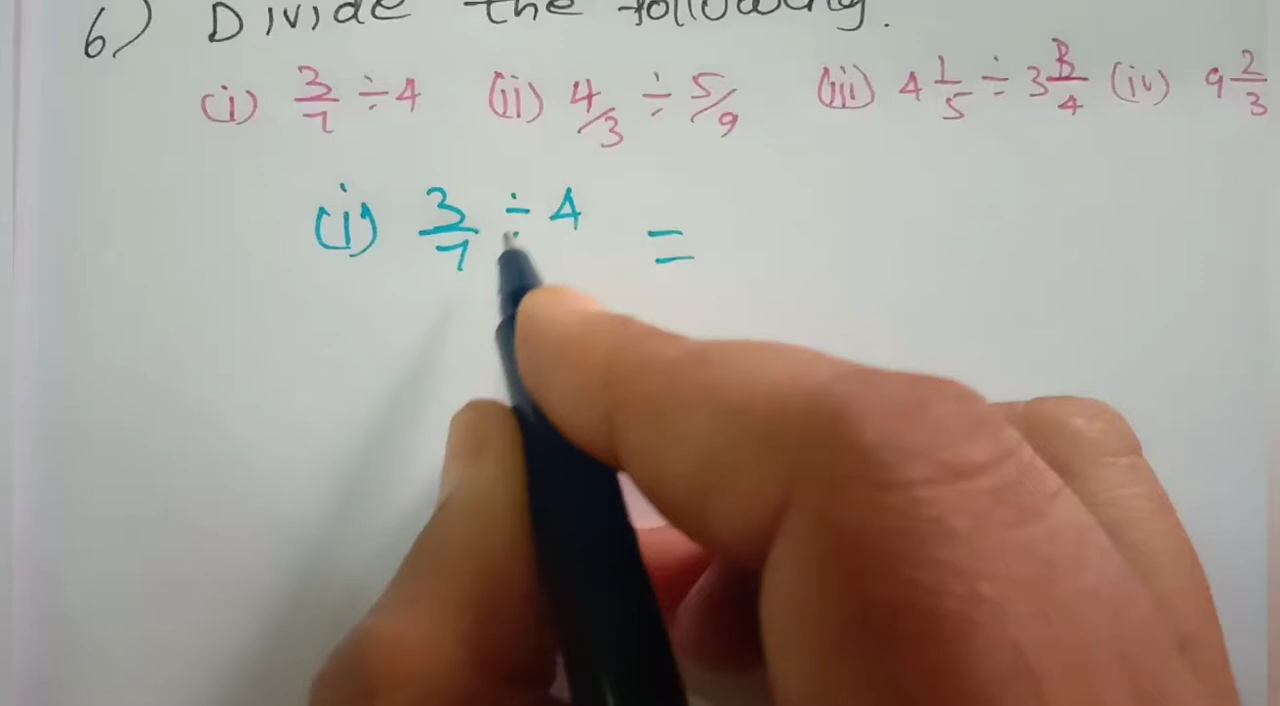 6) Divide the following.
(i) 3/7 ÷ 4 (ii) 4/3 ÷ 5/9 (iii) 4 1/5 ÷ 3 3/4 (iv) 9 2/3
(i) 3/7 ÷ 4 =